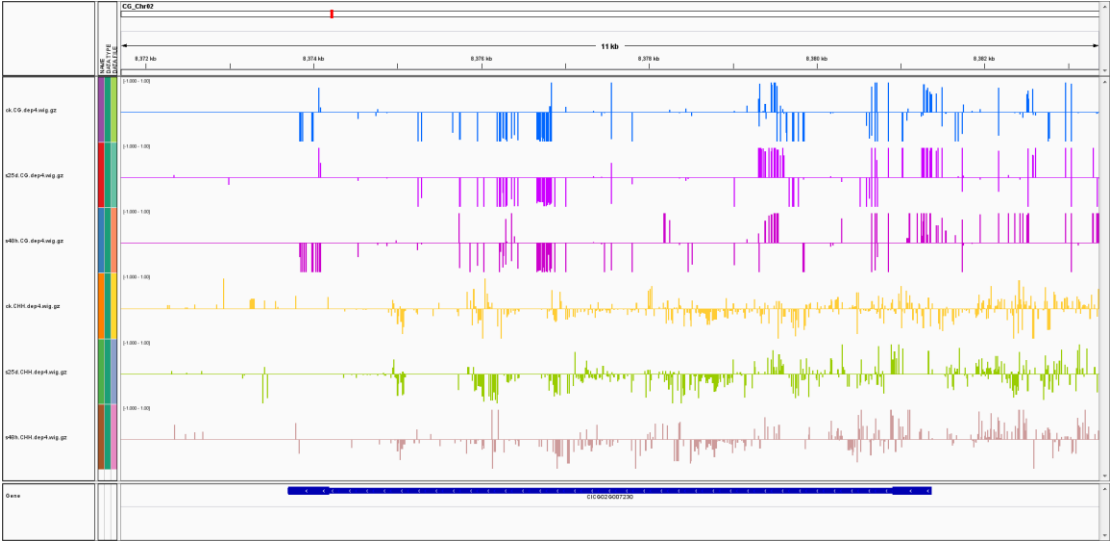 CG_Chr02
11 kb
NAME
DATA TYPE
DATA FILE
8,372 kb
8,374 kb
8,376 kb
8,378 kb
8,380 kb
8,382 kb
[-1.000 - 1.00]
ck.CG.dep4.wig.gz
[-1.000 - 1.00]
s25d.CG.dep4.wig.gz
[-1.000 - 1.00]
s48h.CG.dep4.wig.gz
[-1.000 - 1.00]
ck.CHH.dep4.wig.gz
[-1.000 - 1.00]
s25d.CHH.dep4.wig.gz
[-1.000 - 1.00]
s48h.CHH.dep4.wig.gz
Gene
CICG02G007230